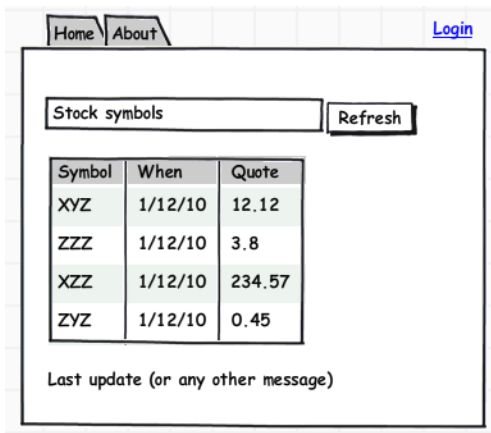 Home About Login
Stock symbols Refresh
Symbol When Quote
XYZ 1/12/10 12.12
ZZZ 1/12/10 3.8
XZZ 1/12/10 234.57
ZYZ 1/12/10 0.45
Last update (or any other message)